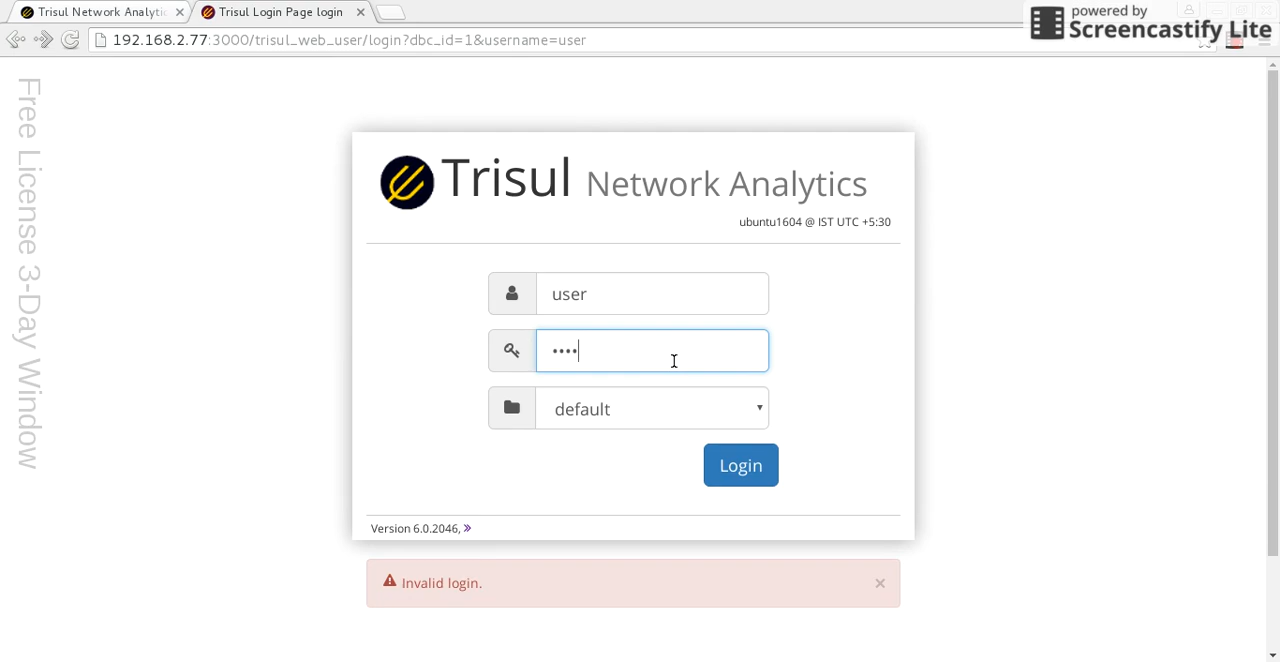 Trisul Network Analytic
Trisul Login Page login
powered by
Screencastify Lite
192.168.2.77:3000/trisul_web_user/login?dbc_id=1&username=user
Free License 3-Day Window
Trisul Network Analytics
ubuntu1604 @ IST UTC +5:30
user
••••
default
Login
Version 6.0.2046, »
Invalid login.